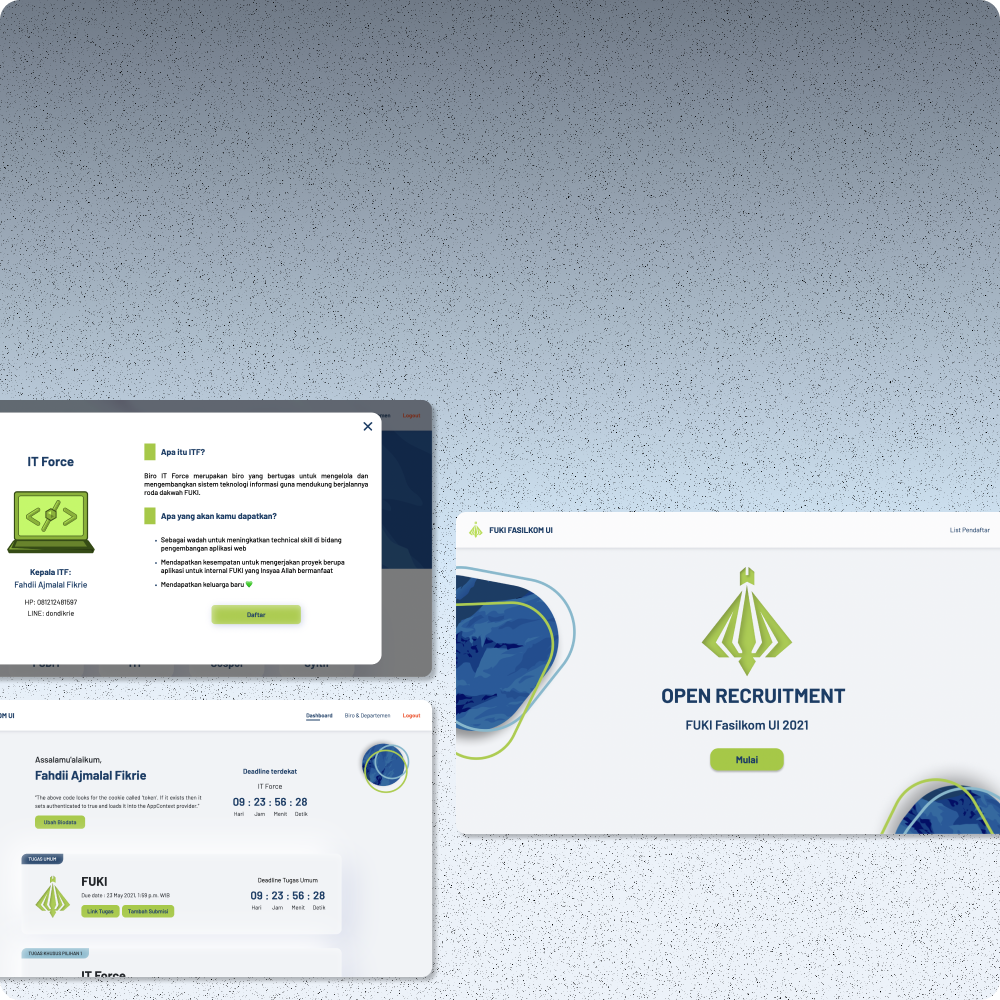 Logout
IT Force
Kepala ITF:
Fahdii Ajmalal Fikrie
HP: 081212481597
LINE: dondikrie
Apa itu ITF?
Biro IT Force merupakan biro yang bertugas untuk mengelola dan
mengembangkan sistem teknologi informasi guna mendukung berjalannya
roda dakwah FUKI.
Apa yang akan kamu dapatkan?
• Sebagai wadah untuk meningkatkan technical skill di bidang
pengembangan aplikasi web
• Mendapatkan kesempatan untuk mengerjakan proyek berupa
aplikasi untuk internal FUKI yang Insyaa Allah bermanfaat
• Mendapatkan keluarga baru 💚
Daftar
FUKI FASILKOM UI
List Pendaftar
OPEN RECRUITMENT
FUKI Fasilkom UI 2021
Mulai
OM UI
Dashboard
Biro & Departemen
Logout
Assalamu'alaikum,
Fahdii Ajmalal Fikrie
"The above code looks for the cookie called 'token'. If it exists then it
sets authenticated to true and loads it into the AppContext provider."
Ubah Biodata
Deadline terdekat
IT Force
09 : 23 : 56 : 28
Hari Jam Menit Detik
TUGAS UMUM
FUKI
Due date : 23 May 2021, 1:59 p.m. WIB
Link Tugas
Tambah Submisi
Deadline Tugas Umum
09 : 23 : 56 : 28
Hari Jam Menit Detik
TUGAS KHUSUS PILIHAN 1
IT Force